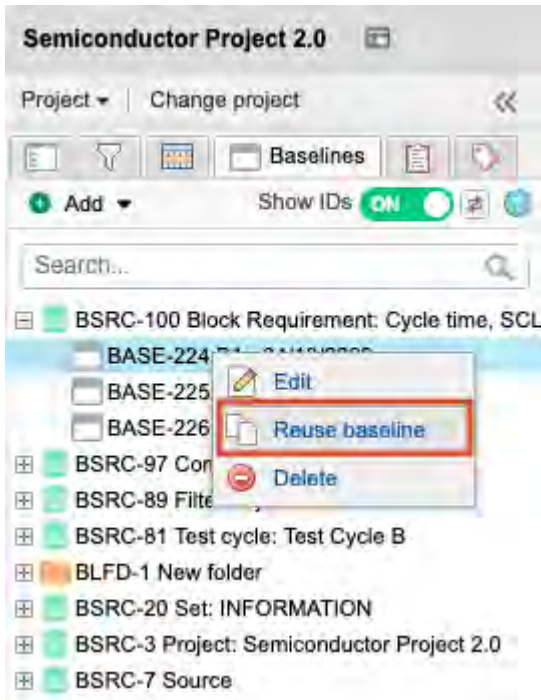 Semiconductor Project 2.0
Project Change project
Baselines
Add Show IDs ON
Search...
BSRC-100 Block Requirement: Cycle time, SCL
BASE-224
Edit
BASE-225
Reuse baseline
BASE-226
BSRC-97 Cor
Delete
BSRC-89 Filte
BSRC-81 Test cycle: Test Cycle B
BLFD-1 New folder
BSRC-20 Set: INFORMATION
BSRC-3 Project: Semiconductor Project 2.0
BSRC-7 Source